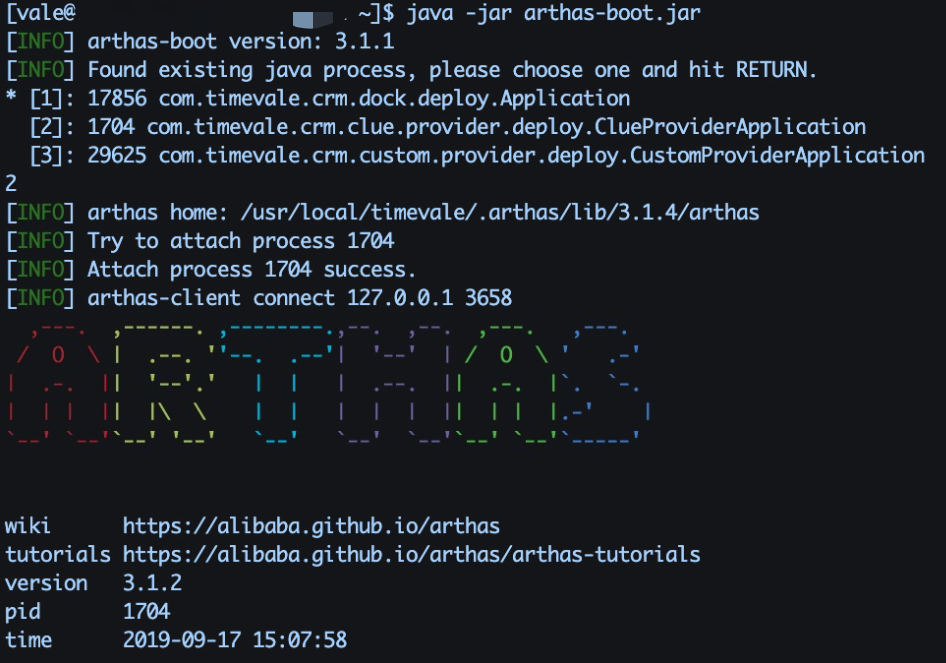 [vale@ ~]$ java -jar arthas-boot.jar
[INFO] arthas-boot version: 3.1.1
[INFO] Found existing java process, please choose one and hit RETURN.
* [1]: 17856 com.timevale.crm.dock.deploy.Application
  [2]: 1704 com.timevale.crm.clue.provider.deploy.ClueProviderApplication
  [3]: 29625 com.timevale.crm.custom.provider.deploy.CustomProviderApplication
2
[INFO] arthas home: /usr/local/timevale/.arthas/lib/3.1.4/arthas
[INFO] Try to attach process 1704
[INFO] Attach process 1704 success.
[INFO] arthas-client connect 127.0.0.1 3658
ARTHAS
wiki      https://alibaba.github.io/arthas
tutorials https://alibaba.github.io/arthas/arthas-tutorials
version   3.1.2
pid       1704
time      2019-09-17 15:07:58